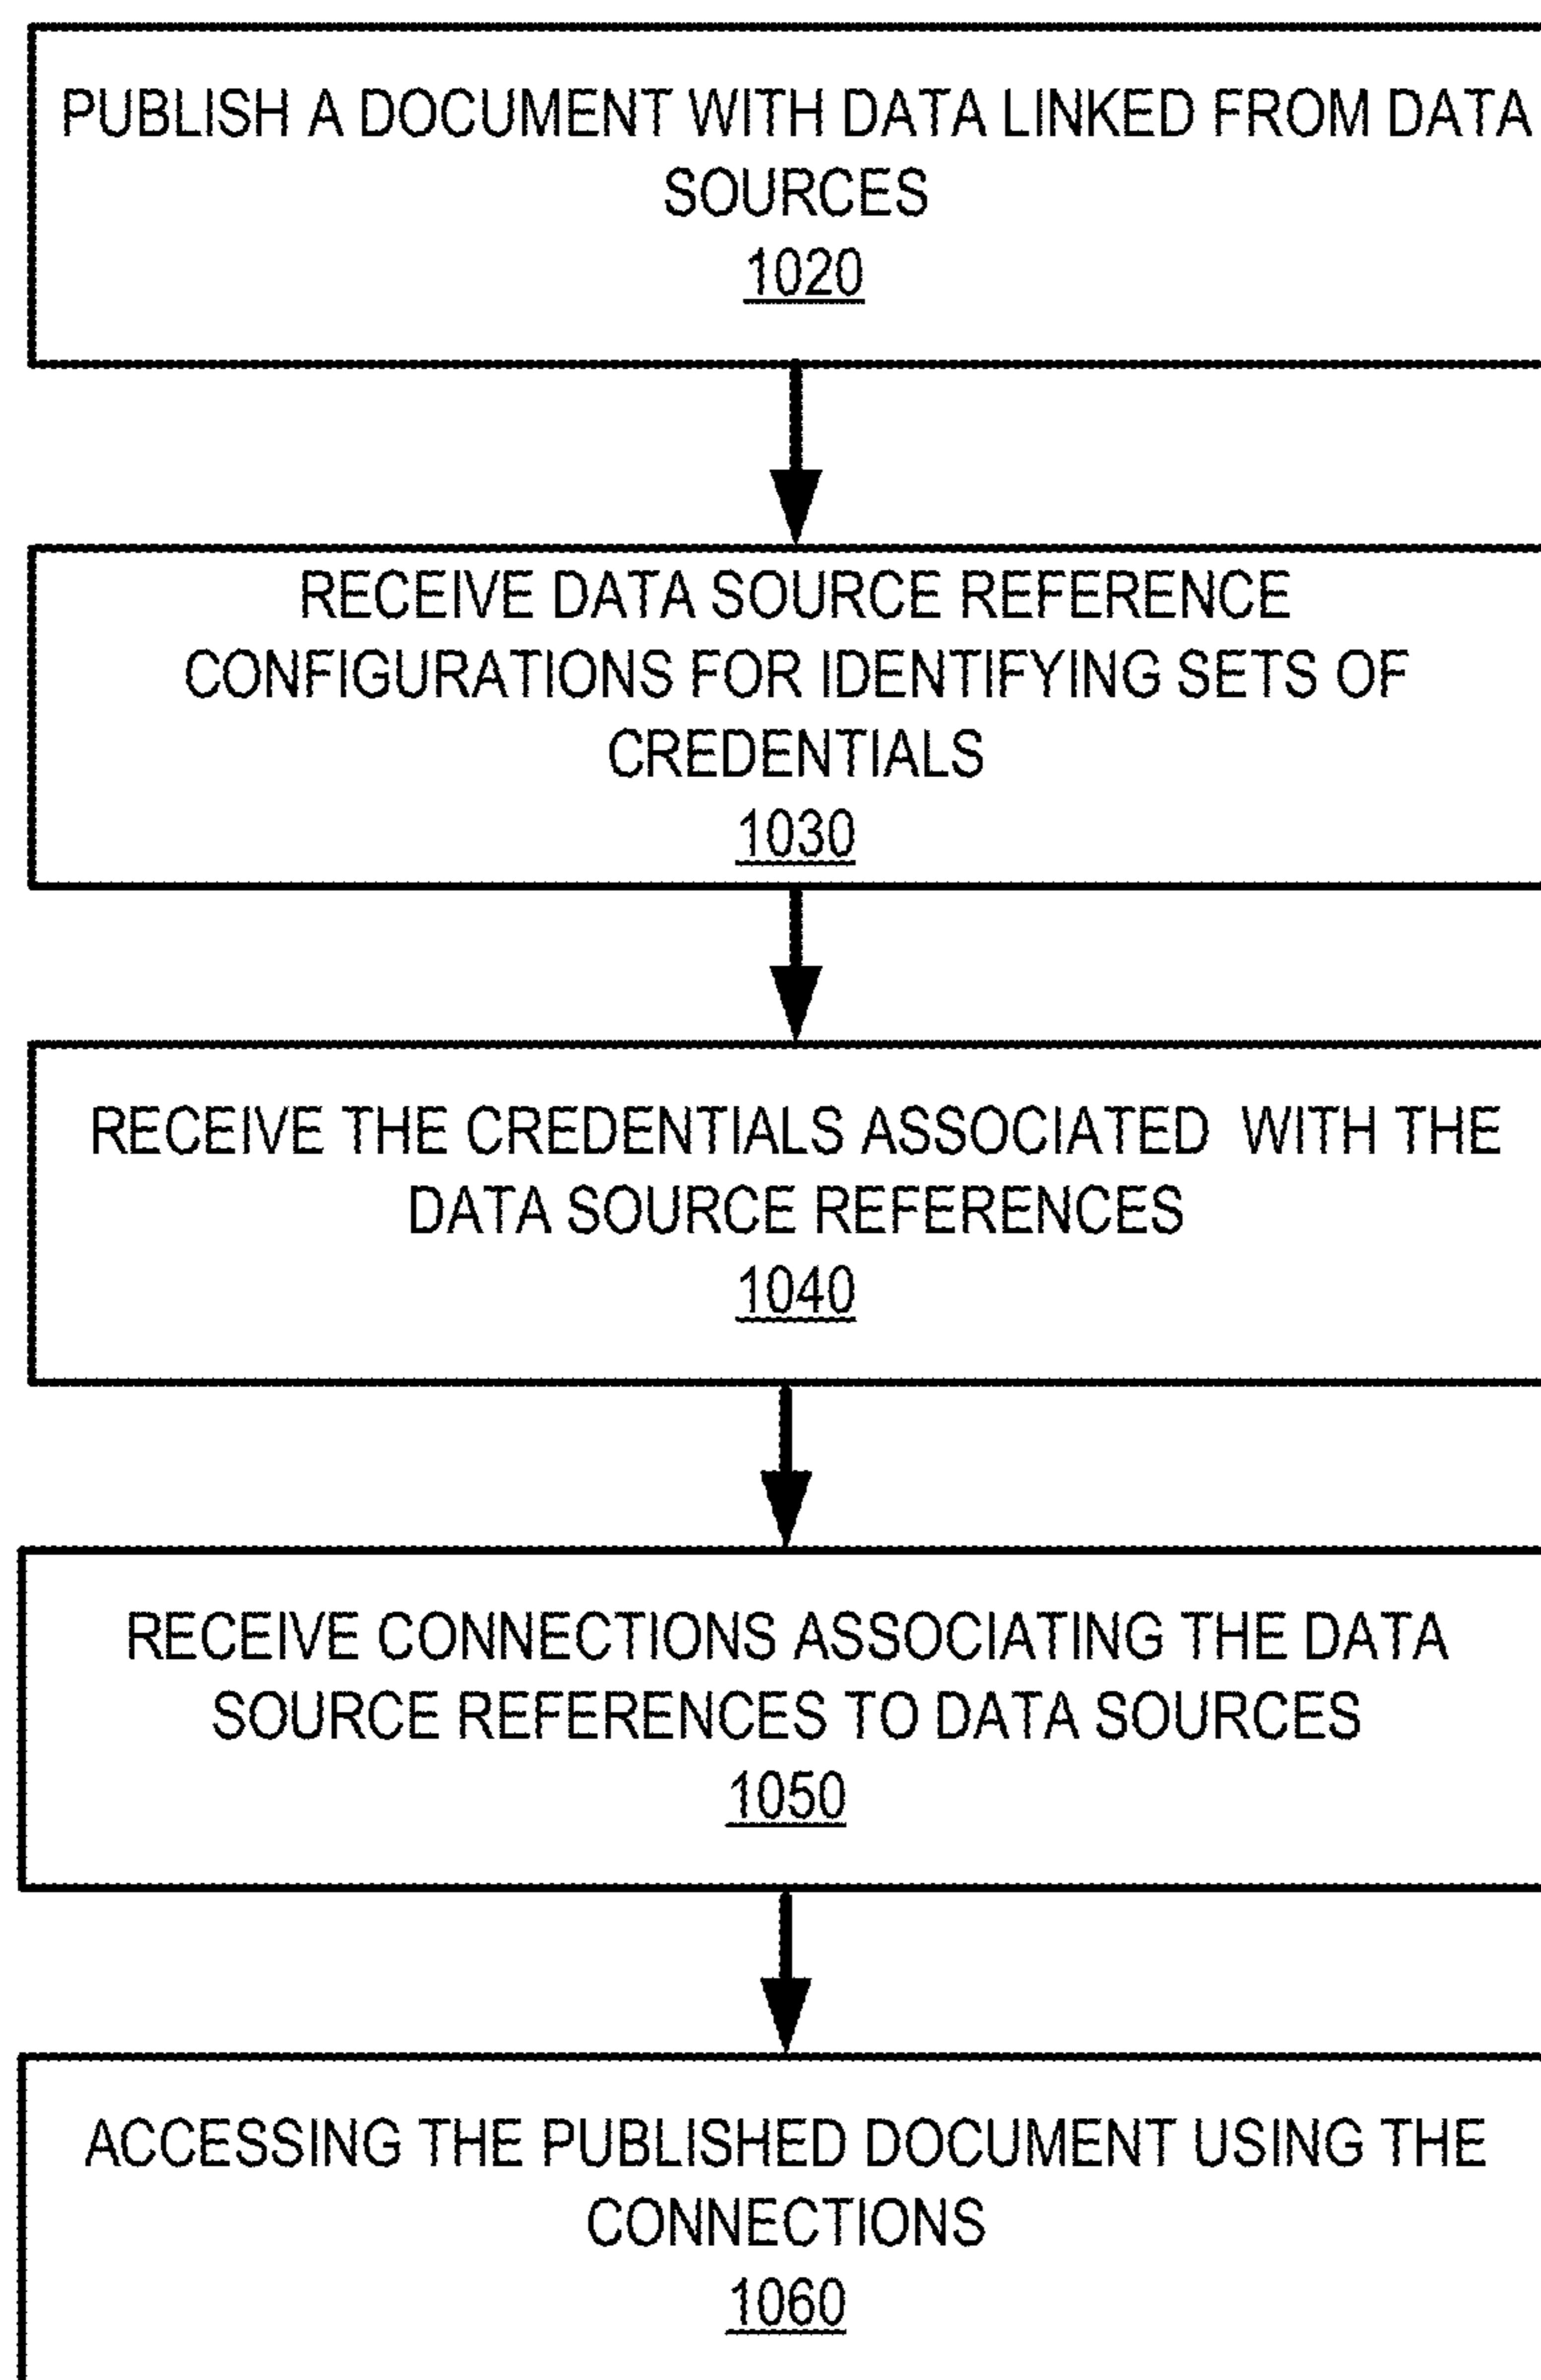 PUBLISH A DOCUMENT WITH DATA LINKED FROM DATA
SOURCES
1020
RECEIVE DATA SOURCE REFERENCE
CONFIGURATIONS FOR IDENTIFYING SETS OF
CREDENTIALS
1030
RECEIVE THE CREDENTIALS ASSOCIATED WITH THE
DATA SOURCE REFERENCES
1040
RECEIVE CONNECTIONS ASSOCIATING THE DATA
SOURCE REFERENCES TO DATA SOURCES
1050
ACCESSING THE PUBLISHED DOCUMENT USING THE
CONNECTIONS
1060